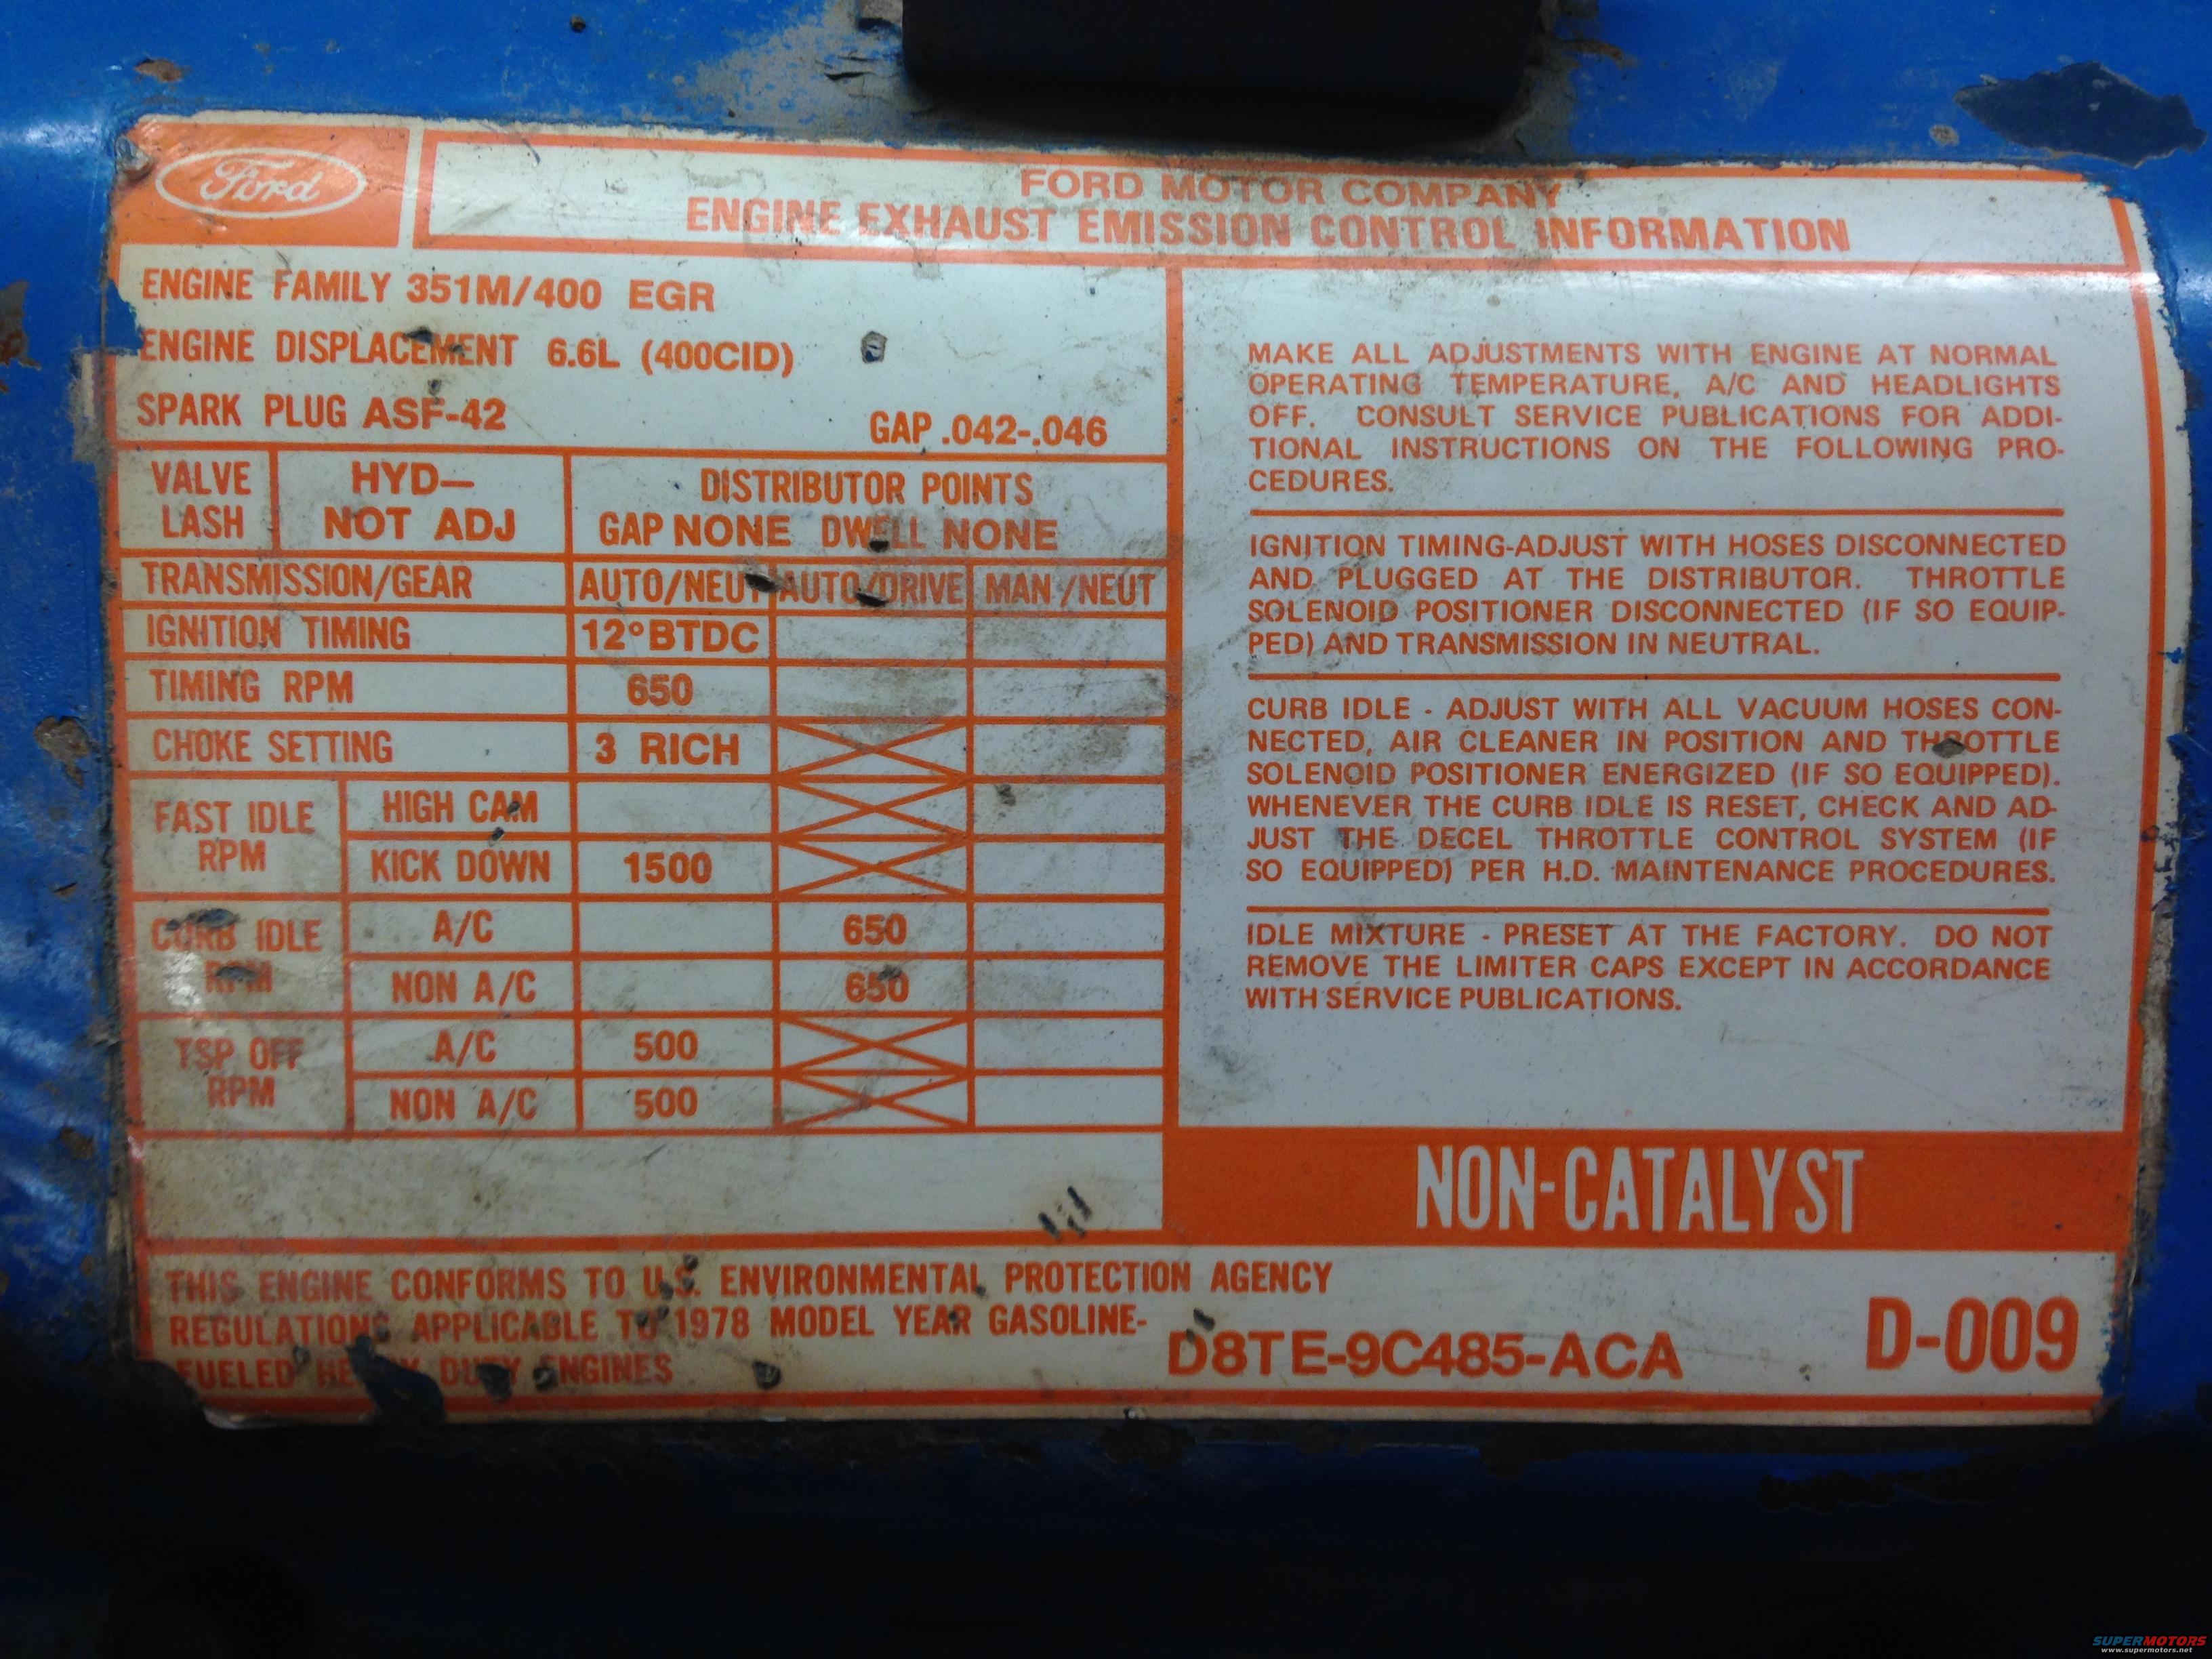 Ford
FORD MOTOR COMPANY
ENGINE EXHAUST EMISSION CONTROL INFORMATION
ENGINE FAMILY 351M/400 EGR
ENGINE DISPLACEMENT 6.6L (400CID)
SPARK PLUG ASF-42 GAP .042-.046
VALVE LASH HYD— NOT ADJ
DISTRIBUTOR POINTS
GAP NONE DWELL NONE
TRANSMISSION/GEAR AUTO/NEUT AUTO/DRIVE MAN/NEUT
IGNITION TIMING 12°BTDC
TIMING RPM 650
CHOKE SETTING 3 RICH
FAST IDLE RPM
HIGH CAM
KICK DOWN 1500
CURB IDLE RPM
A/C 650
NON A/C 650
TSP OFF RPM
A/C 500
NON A/C 500
MAKE ALL ADJUSTMENTS WITH ENGINE AT NORMAL
OPERATING TEMPERATURE, A/C AND HEADLIGHTS
OFF. CONSULT SERVICE PUBLICATIONS FOR ADDI-
TIONAL INSTRUCTIONS ON THE FOLLOWING PRO-
CEDURES.
IGNITION TIMING-ADJUST WITH HOSES DISCONNECTED
AND PLUGGED AT THE DISTRIBUTOR. THROTTLE
SOLENOID POSITIONER DISCONNECTED (IF SO EQUIP-
PED) AND TRANSMISSION IN NEUTRAL.
CURB IDLE - ADJUST WITH ALL VACUUM HOSES CON-
NECTED, AIR CLEANER IN POSITION AND THROTTLE
SOLENOID POSITIONER ENERGIZED (IF SO EQUIPPED).
WHENEVER THE CURB IDLE IS RESET, CHECK AND AD-
JUST THE DECEL THROTTLE CONTROL SYSTEM (IF
SO EQUIPPED) PER H.D. MAINTENANCE PROCEDURES.
IDLE MIXTURE - PRESET AT THE FACTORY. DO NOT
REMOVE THE LIMITER CAPS EXCEPT IN ACCORDANCE
WITH SERVICE PUBLICATIONS.
NON-CATALYST
THIS ENGINE CONFORMS TO U.S. ENVIRONMENTAL PROTECTION AGENCY
REGULATIONS APPLICABLE TO 1978 MODEL YEAR GASOLINE-
FUELED HEAVY DUTY ENGINES
D8TE-9C485-ACA
D-009
SUPERMOTORS
www.supermotors.net